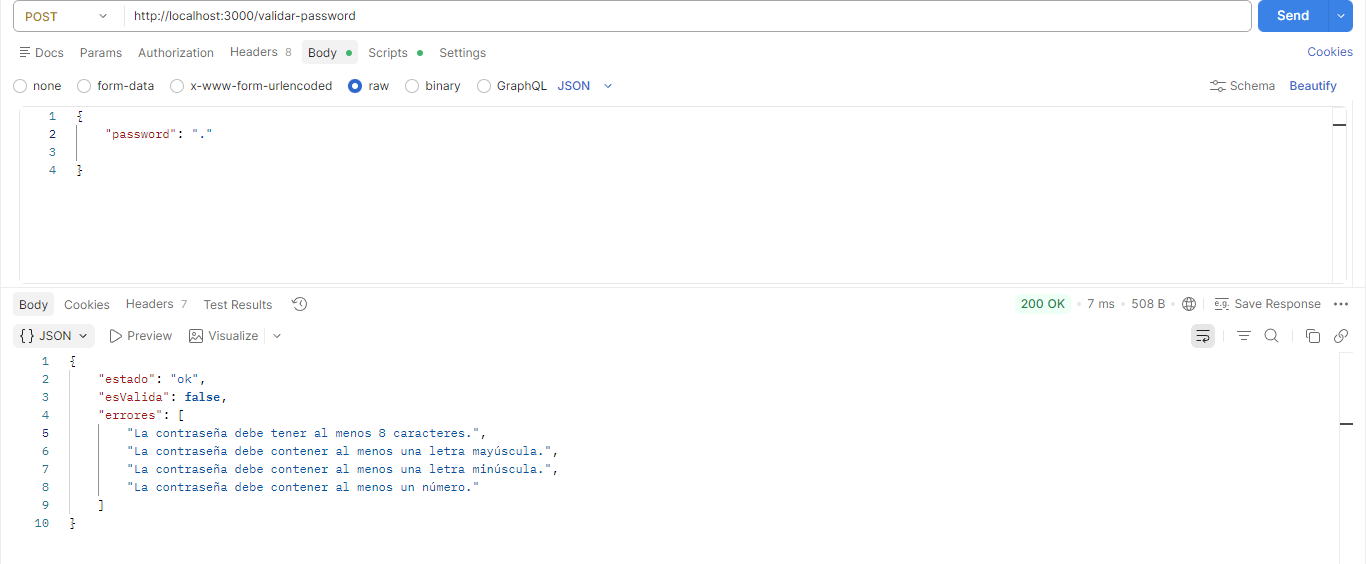 POST http://localhost:3000/validar-password Send
Docs Params Authorization Headers 8 Body Scripts Settings Cookies
none form-data x-www-form-urlencoded raw binary GraphQL JSON Schema Beautify
1 {
2 "password": "."
3
4 }
Body Cookies Headers 7 Test Results 200 OK • 7 ms • 508 B • e.g. Save Response
{} JSON Preview Visualize
1 {
2 "estado": "ok",
3 "esValida": false,
4 "errores": [
5 "La contraseña debe tener al menos 8 caracteres.",
6 "La contraseña debe contener al menos una letra mayúscula.",
7 "La contraseña debe contener al menos una letra minúscula.",
8 "La contraseña debe contener al menos un número."
9 ]
10 }